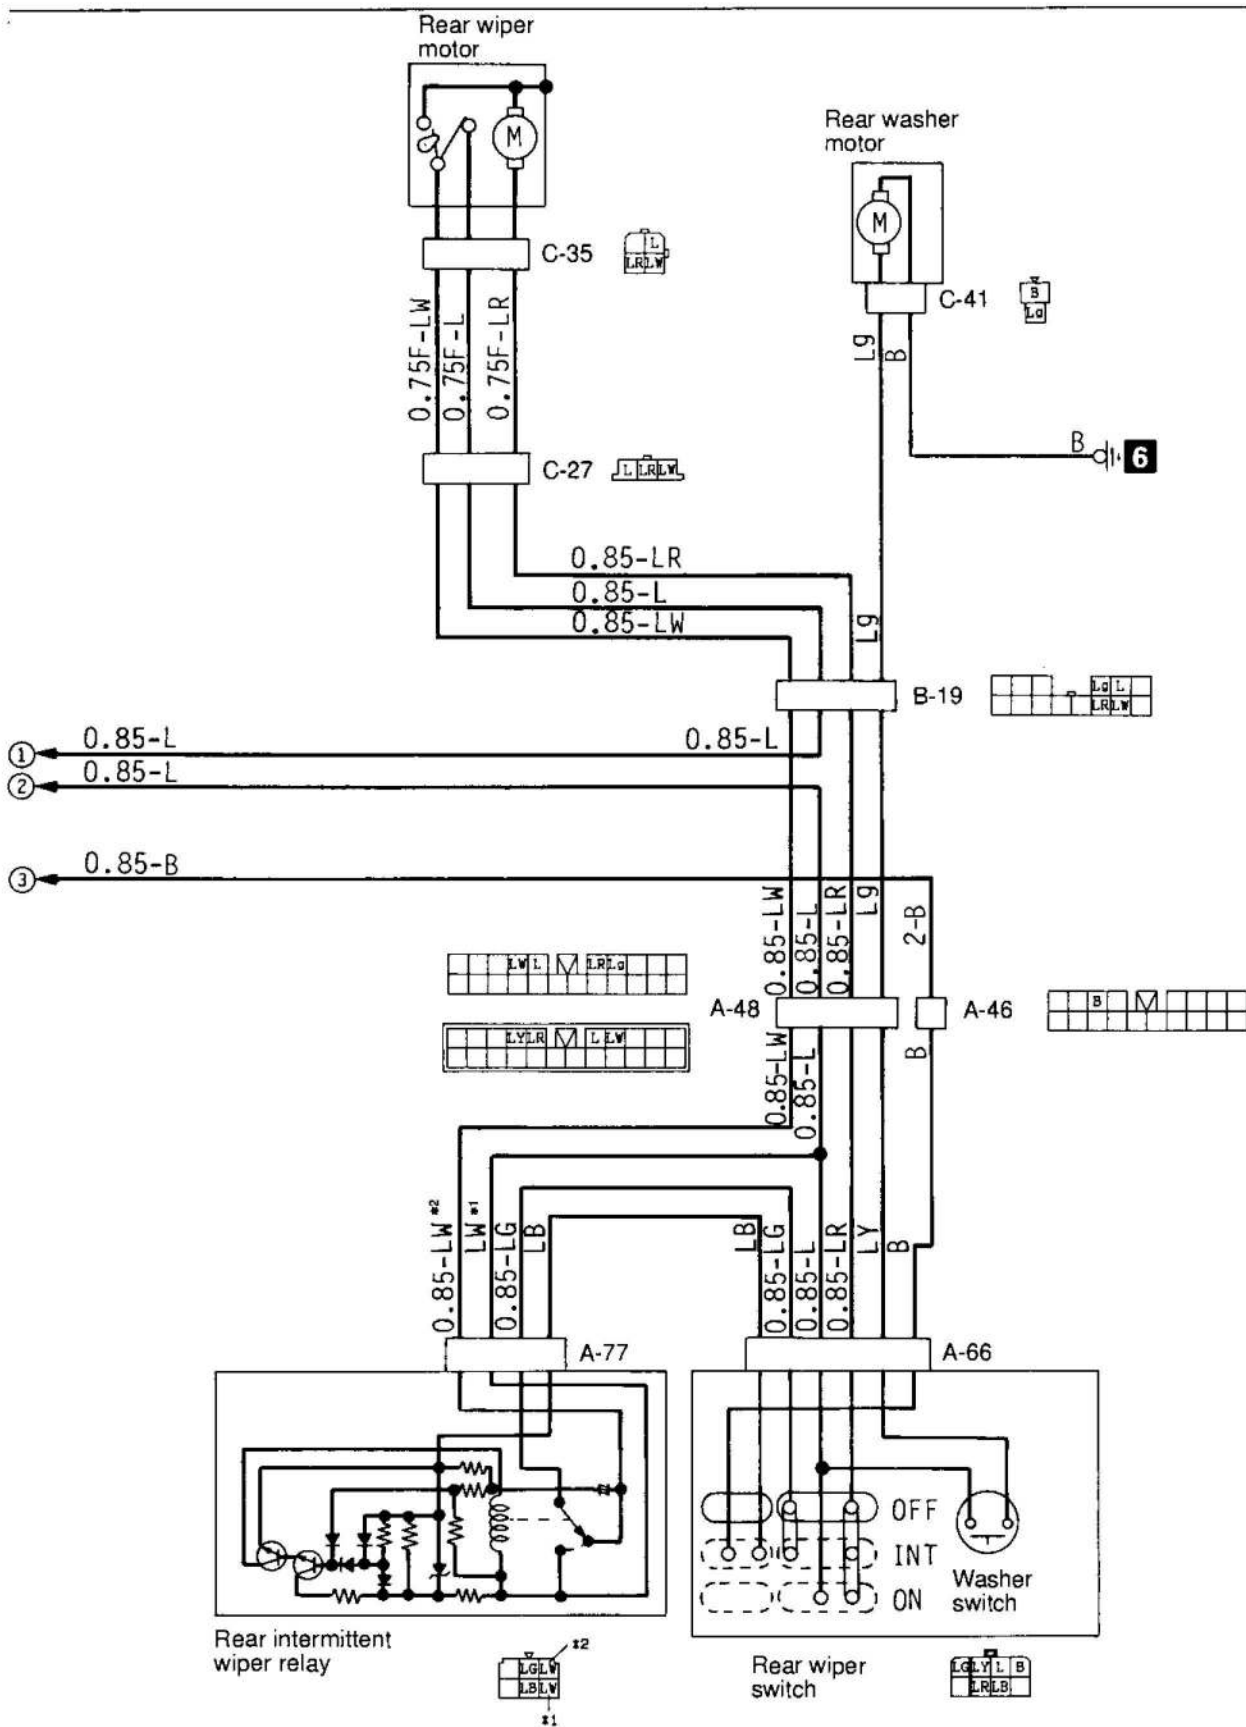 Rear wiper
motor
M
Rear washer
motor
M
C-35
L
LR LW
C-41
B
Lg
0.75F-LW
0.75F-L
0.75F-LR
Lg
B
B
6
C-27
L LR LW
0.85-LR
0.85-L
0.85-LW
Lg
B-19
Lg L
LR LW
1
0.85-L
0.85-L
2
0.85-L
3
0.85-B
0.85-LW
0.85-L
0.85-LR
Lg
2-B
LW L LR Lg
A-48
A-46
B
LY LR L LW
0.85-LW
0.85-L
B
0.85-LW*2
LW*1
0.85-LG
LB
LB
0.85-LG
0.85-L
0.85-LR
LY
B
A-77
A-66
OFF
INT
ON
Washer
switch
Rear intermittent
wiper relay
*2
LG LW
LB LW
*1
Rear wiper
switch
LG LY L B
LR LB